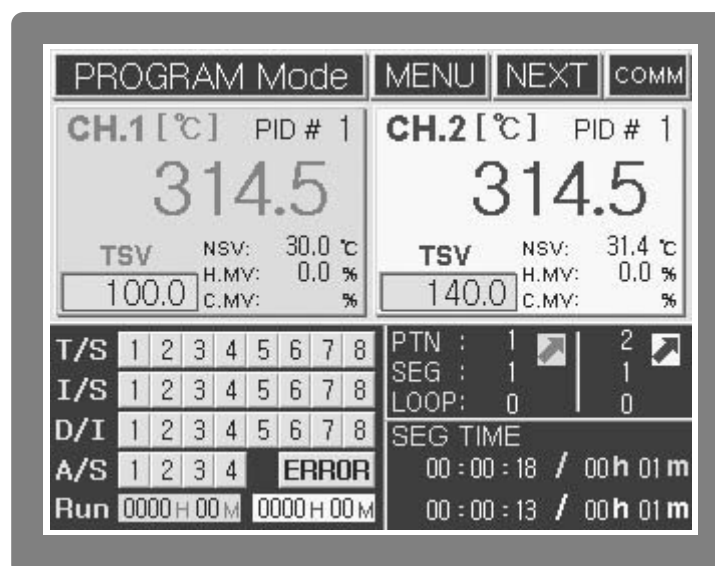 PROGRAM Mode MENU NEXT COMM
CH.1 [℃] PID # 1
314.5
TSV
100.0
NSV: 30.0 ℃
H.MV: 0.0 %
C.MV: %
CH.2 [℃] PID # 1
314.5
TSV
140.0
NSV: 31.4 ℃
H.MV: 0.0 %
C.MV: %
T/S 1 2 3 4 5 6 7 8
I/S 1 2 3 4 5 6 7 8
D/I 1 2 3 4 5 6 7 8
A/S 1 2 3 4 ERROR
Run 0000 H 00 M 0000 H 00 M
PTN : 1 2
SEG : 1 1
LOOP: 0 0
SEG TIME
00 : 00 : 18 / 00 h 01 m
00 : 00 : 13 / 00 h 01 m